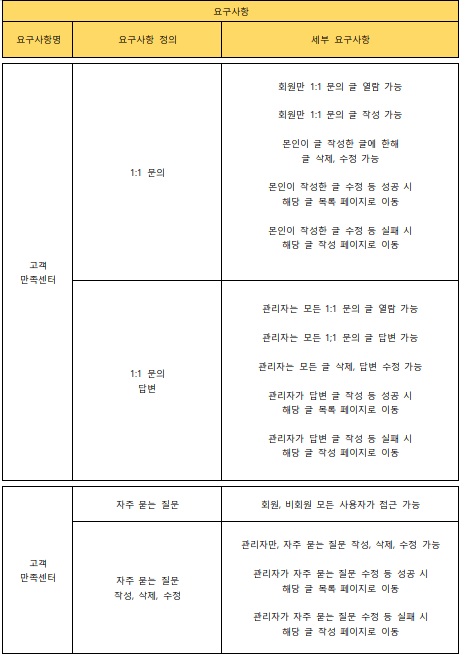 요구사항
요구사항명
요구사항 정의
세부 요구사항
고객
만족센터
1:1 문의
회원만 1:1 문의 글 열람 가능
회원만 1:1 문의 글 작성 가능
본인이 글 작성한 글에 한해
글 삭제, 수정 가능
본인이 작성한 글 수정 등 성공 시
해당 글 목록 페이지로 이동
본인이 작성한 글 수정 등 실패 시
해당 글 작성 페이지로 이동
1:1 문의
답변
관리자는 모든 1:1 문의 글 열람 가능
관리자는 모든 1;1 문의 글 답변 가능
관리자는 모든 글 삭제, 답변 수정 가능
관리자가 답변 글 작성 등 성공 시
해당 글 목록 페이지로 이동
관리자가 답변 글 작성 등 실패 시
해당 글 작성 페이지로 이동
고객
만족센터
자주 묻는 질문
회원, 비회원 모든 사용자가 접근 가능
자주 묻는 질문
작성, 삭제, 수정
관리자만, 자주 묻는 질문 작성, 삭제, 수정 가능
관리자가 자주 묻는 질문 수정 등 성공 시
해당 글 목록 페이지로 이동
관리자가 자주 묻는 질문 수정 등 실패 시
해당 글 작성 페이지로 이동